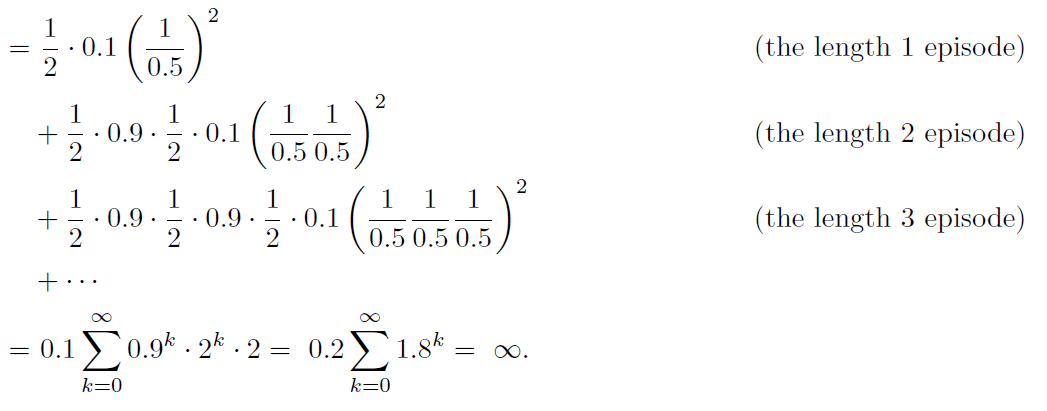 = 1/2 · 0.1 (1/0.5)² (the length 1 episode)
+ 1/2 · 0.9 · 1/2 · 0.1 (1/0.5 1/0.5)² (the length 2 episode)
+ 1/2 · 0.9 · 1/2 · 0.9 · 1/2 · 0.1 (1/0.5 1/0.5 1/0.5)² (the length 3 episode)
+ · · ·
= 0.1 ∑_{k=0}^{∞} 0.9^k · 2^k · 2 = 0.2 ∑_{k=0}^{∞} 1.8^k = ∞.